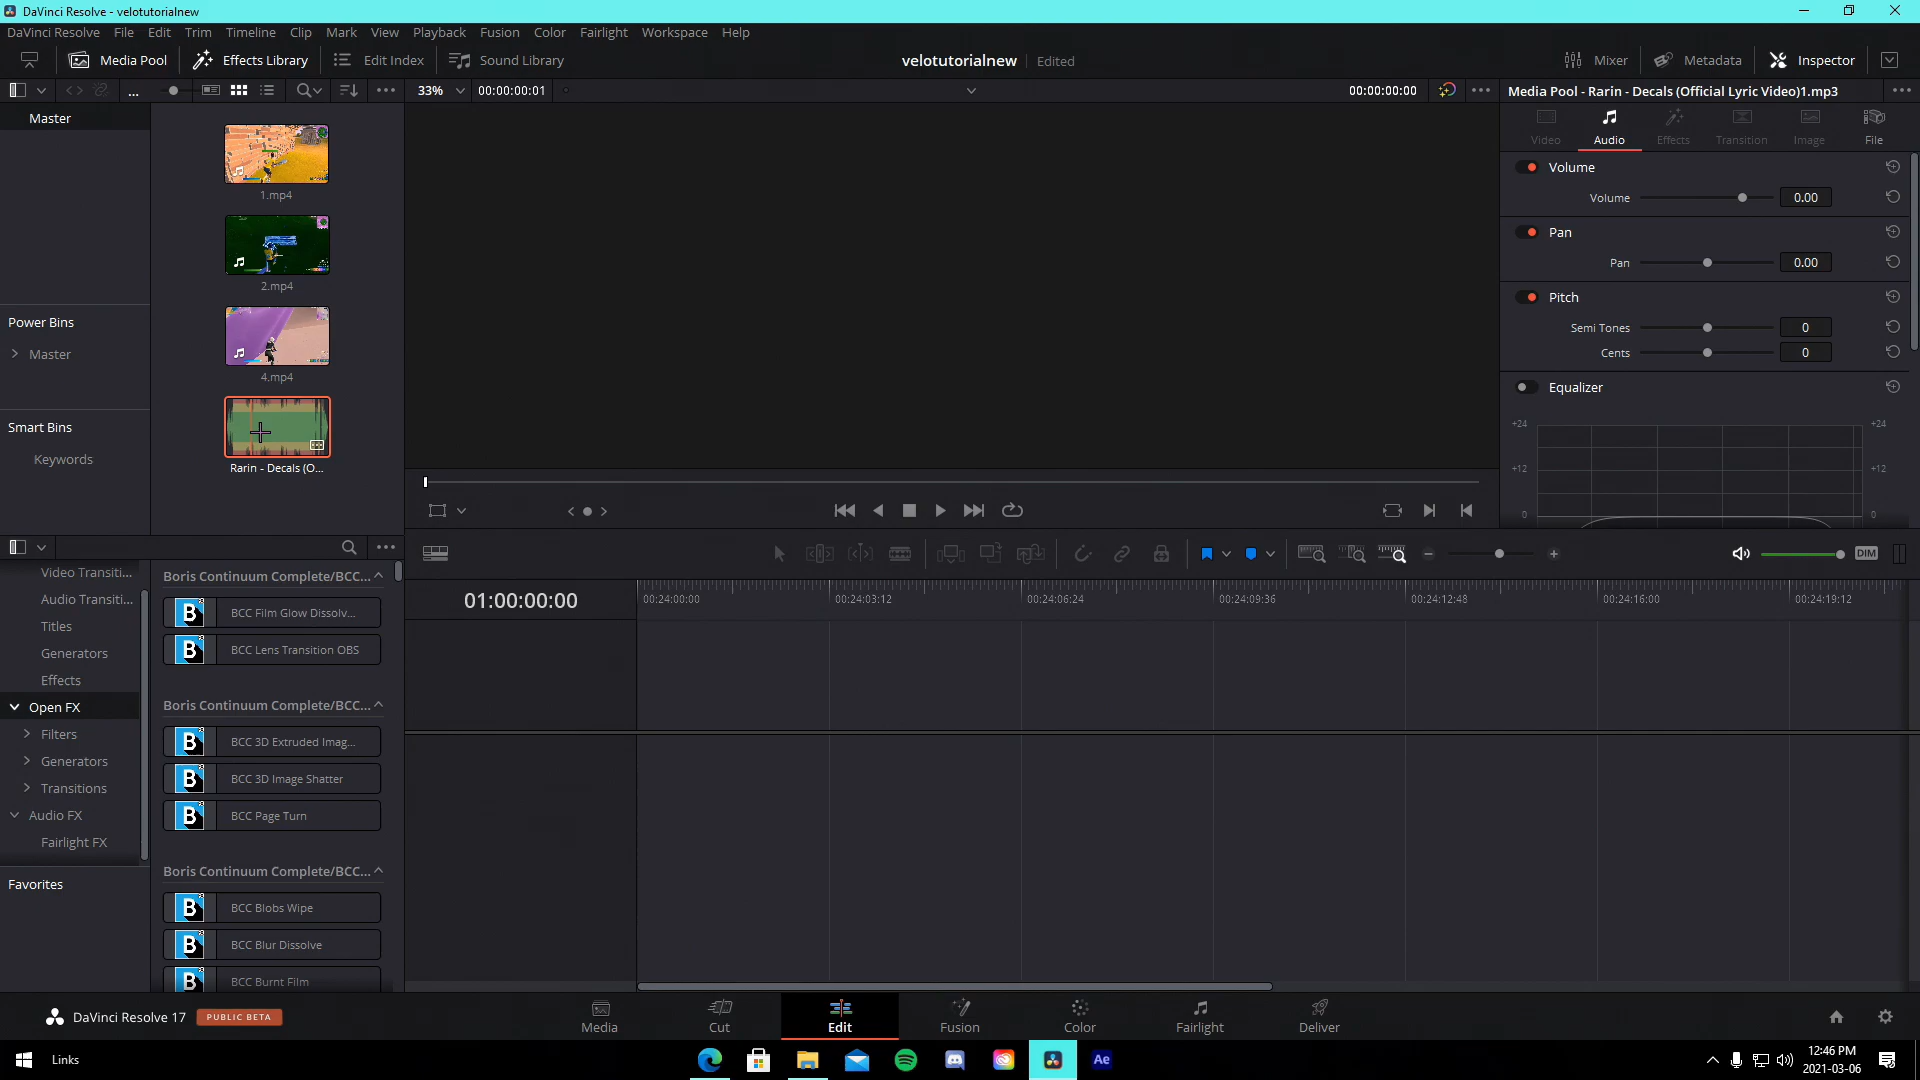 DaVinci Resolve - velotutorialnew
DaVinci Resolve File Edit Trim Timeline Clip Mark View Playback Fusion Color Fairlight Workspace Help
Media Pool Effects Library Edit Index Sound Library velotutorialnew Edited Mixer Metadata Inspector
... 33% 00:00:00:01 00:00:00:00 Media Pool - Rarin - Decals (Official Lyric Video)1.mp3
Master
Video Audio Effects Transition Image File
Volume
Volume 0.00
1.mp4
Pan
Pan 0.00
2.mp4
Pitch
Power Bins
Semi Tones 0
Master
Cents 0
4.mp4
Equalizer
Smart Bins
+24 +24
Keywords
Rarin - Decals (O...
+12 +12
0 0
DIM
Video Transiti...
Boris Continuum Complete/BCC...
Audio Transiti...
01:00:00:00
00:24:00:00 00:24:03:12 00:24:06:24 00:24:09:36 00:24:12:48 00:24:16:00 00:24:19:12
BCC Film Glow Dissolv...
Titles
Generators
BCC Lens Transition OBS
Effects
Open FX
Boris Continuum Complete/BCC...
Filters
BCC 3D Extruded Imag...
Generators
BCC 3D Image Shatter
Transitions
Audio FX
BCC Page Turn
Fairlight FX
Boris Continuum Complete/BCC...
Favorites
BCC Blobs Wipe
BCC Blur Dissolve
BCC Burnt Film
DaVinci Resolve 17 PUBLIC BETA
Media Cut Edit Fusion Color Fairlight Deliver
Links
Ae
12:46 PM
2021-03-06